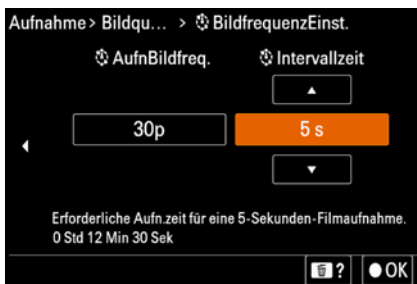 Aufnahme> Bildqu... > BildfrequenzEinst.
AufnBildfreq. Intervallzeit
30p 5 s
Erforderliche Aufn.zeit für eine 5-Sekunden-Filmaufnahme.
0 Std 12 Min 30 Sek
? OK